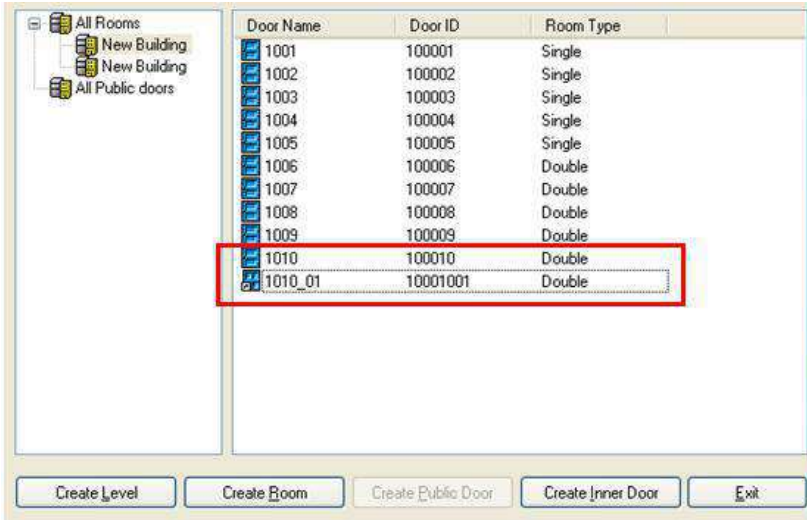 All Rooms
New Building
New Building
All Public doors
Door Name Door ID Room Type
1001 100001 Single
1002 100002 Single
1003 100003 Single
1004 100004 Single
1005 100005 Single
1006 100006 Double
1007 100007 Double
1008 100008 Double
1009 100009 Double
1010 100010 Double
1010_01 10001001 Double
Create Level Create Room Create Public Door Create Inner Door Exit